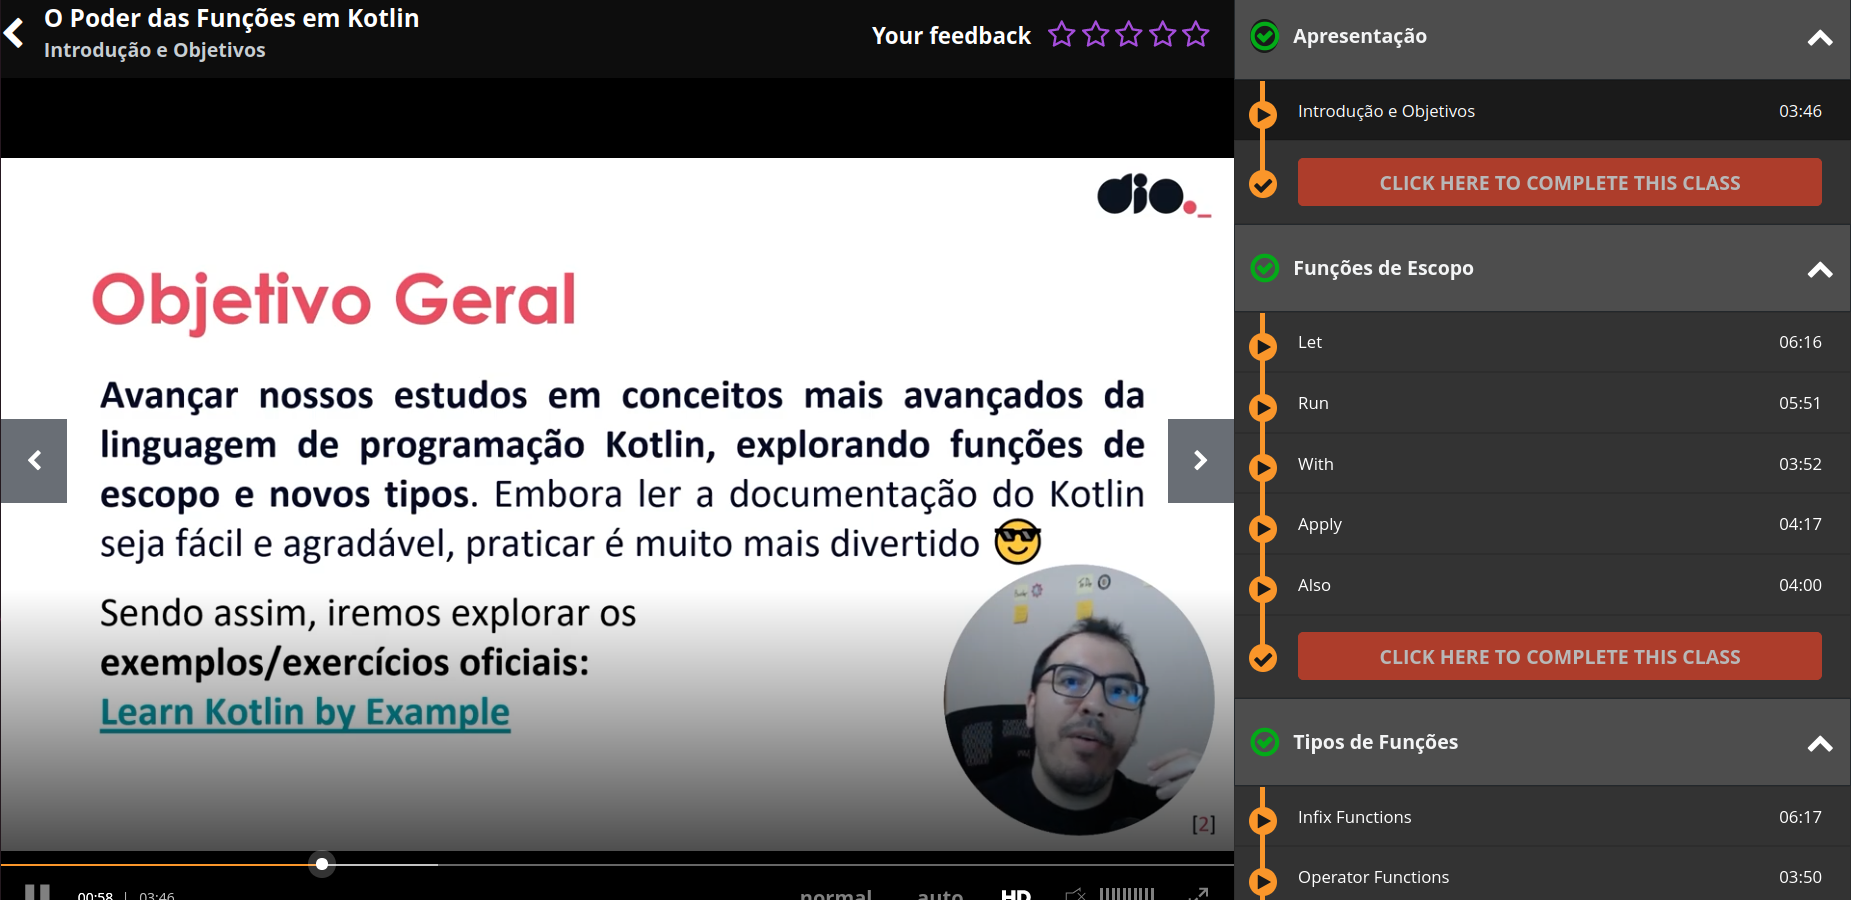 O Poder das Funções em Kotlin
Introdução e Objetivos
Your feedback
dio._
Objetivo Geral
Avançar nossos estudos em conceitos mais avançados da
linguagem de programação Kotlin, explorando funções de
escopo e novos tipos. Embora ler a documentação do Kotlin
seja fácil e agradável, praticar é muito mais divertido 😎
Sendo assim, iremos explorar os
exemplos/exercícios oficiais:
Learn Kotlin by Example
[2]
00:58 | 03:46
normal auto HD
Apresentação
Introdução e Objetivos 03:46
CLICK HERE TO COMPLETE THIS CLASS
Funções de Escopo
Let 06:16
Run 05:51
With 03:52
Apply 04:17
Also 04:00
CLICK HERE TO COMPLETE THIS CLASS
Tipos de Funções
Infix Functions 06:17
Operator Functions 03:50